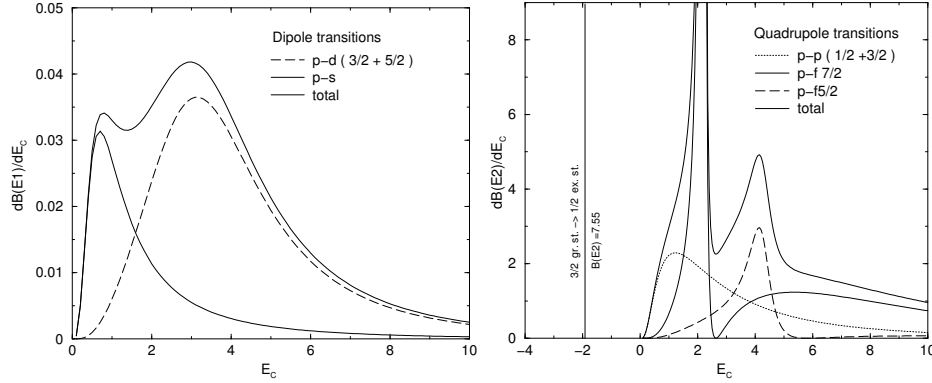 0.05
0.04
0.03
0.02
0.01
0
dB(E1)/dE_C
0 2 4 6 8 10
E_C
Dipole transitions
p−d ( 3/2 + 5/2 )
p−s
total
8
6
4
2
0
dB(E2)/dE_C
−4 −2 0 2 4 6 8 10
E_C
3/2 gr. st. −> 1/2 ex. st.
B(E2) =7.55
Quadrupole transitions
p−p ( 1/2 +3/2 )
p−f 7/2
p−f5/2
total